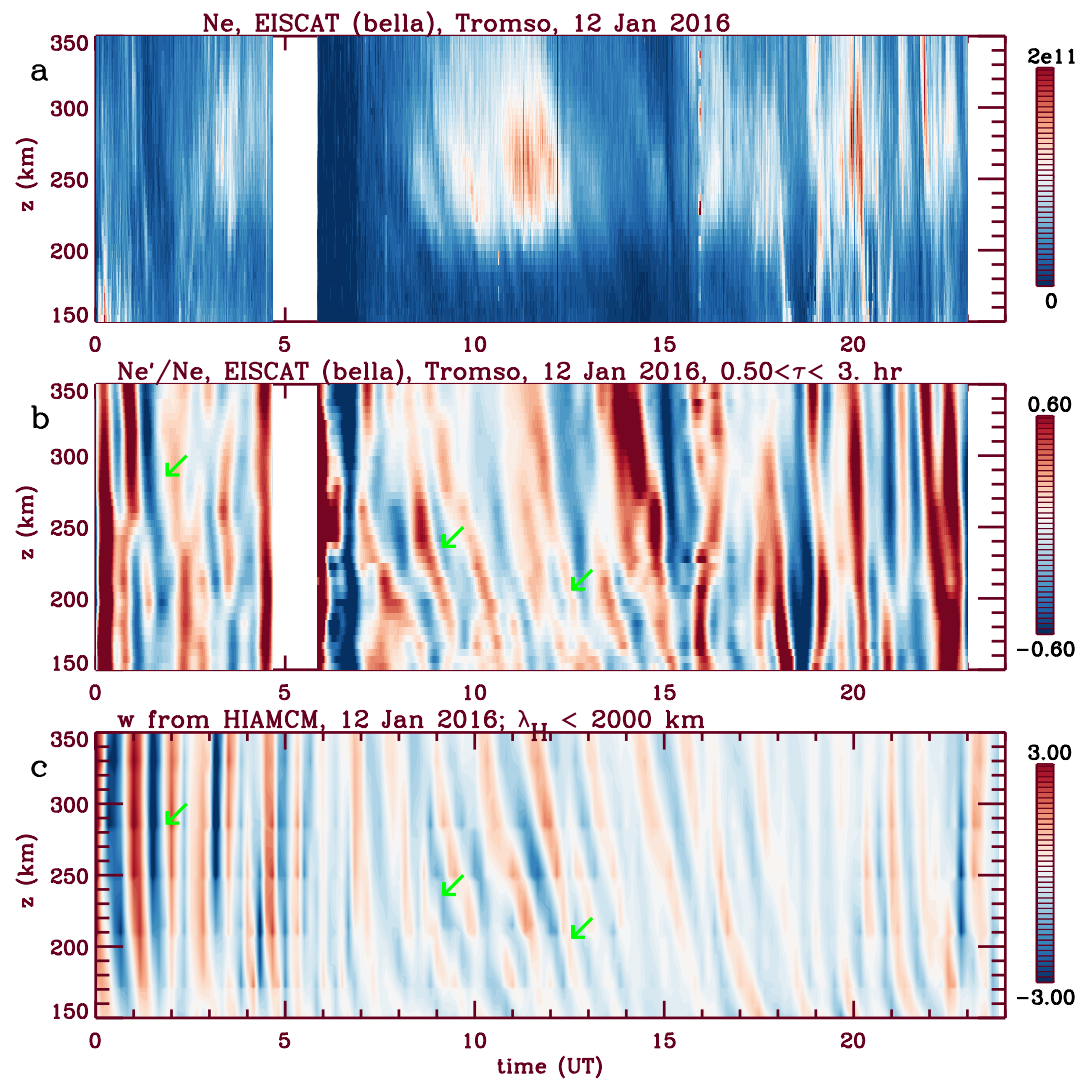 Ne, EISCAT (bella), Tromso, 12 Jan 2016
a
350
300
250
200
150
z (km)
0 5 10 15 20
2e11
0
Ne'/Ne, EISCAT (bella), Tromso, 12 Jan 2016, 0.50<τ< 3. hr
b
350
300
250
200
150
z (km)
0 5 10 15 20
0.60
−0.60
w from HIAMCM, 12 Jan 2016; λH < 2000 km
c
350
300
250
200
150
z (km)
0 5 10 15 20
time (UT)
3.00
−3.00